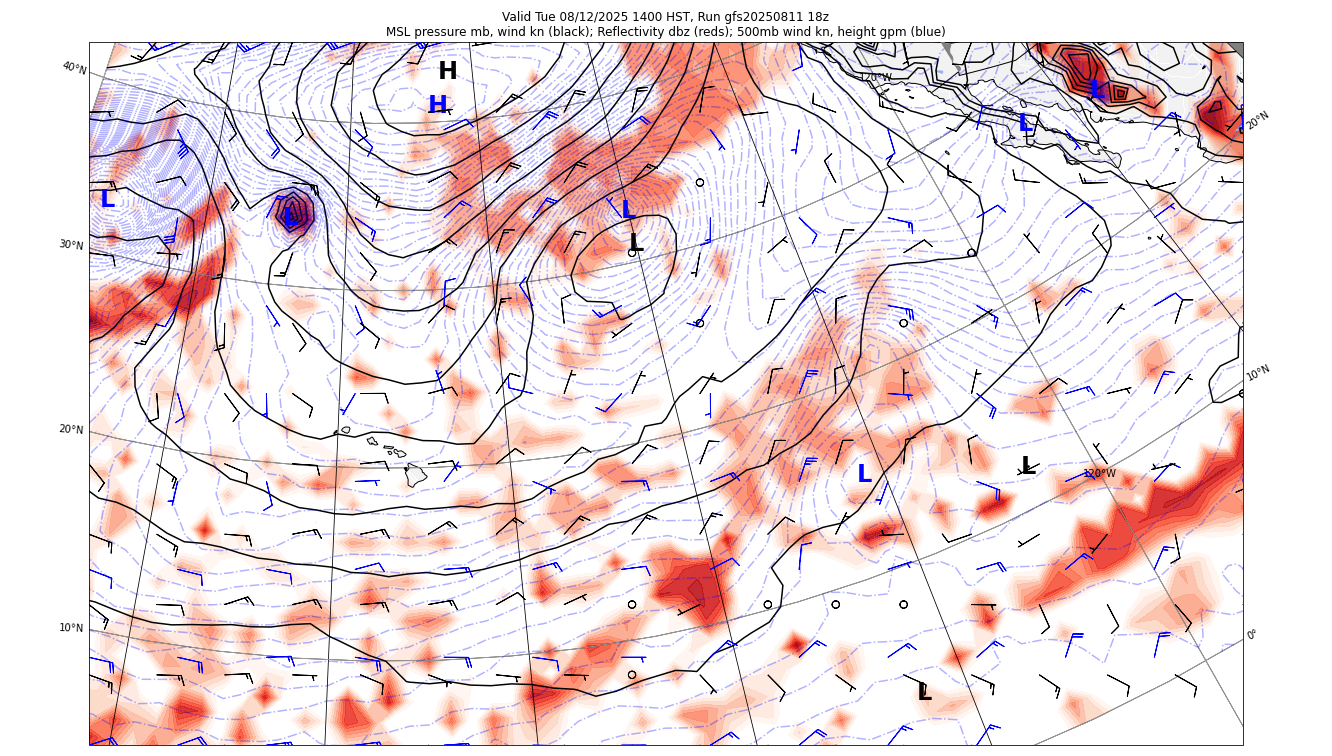 Valid Tue 08/12/2025 1400 HST, Run gfs20250811 18z
MSL pressure mb, wind kn (black); Reflectivity dbz (reds); 500mb wind kn, height gpm (blue)
40°N
H
H
120°W
L
L
20°N
L
L
L
L
30°N
10°N
20°N
L
L
120°W
10°N
0°
L